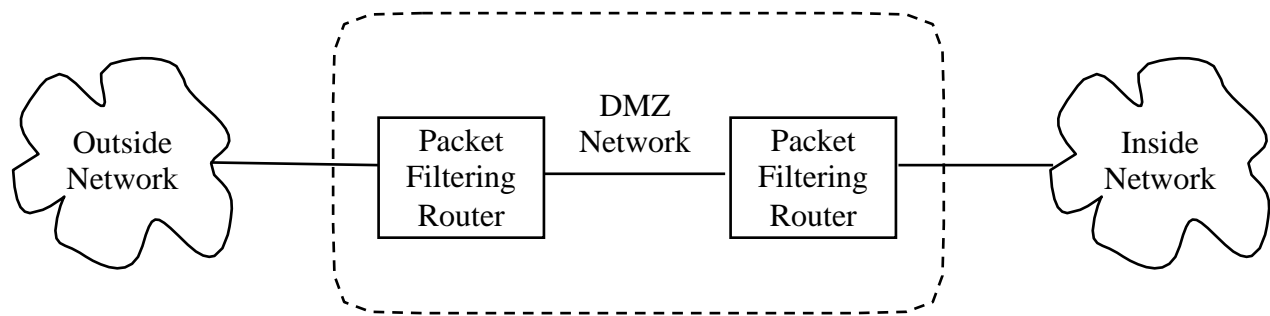 Outside
Network
Packet
Filtering
Router
DMZ
Network
Packet
Filtering
Router
Inside
Network